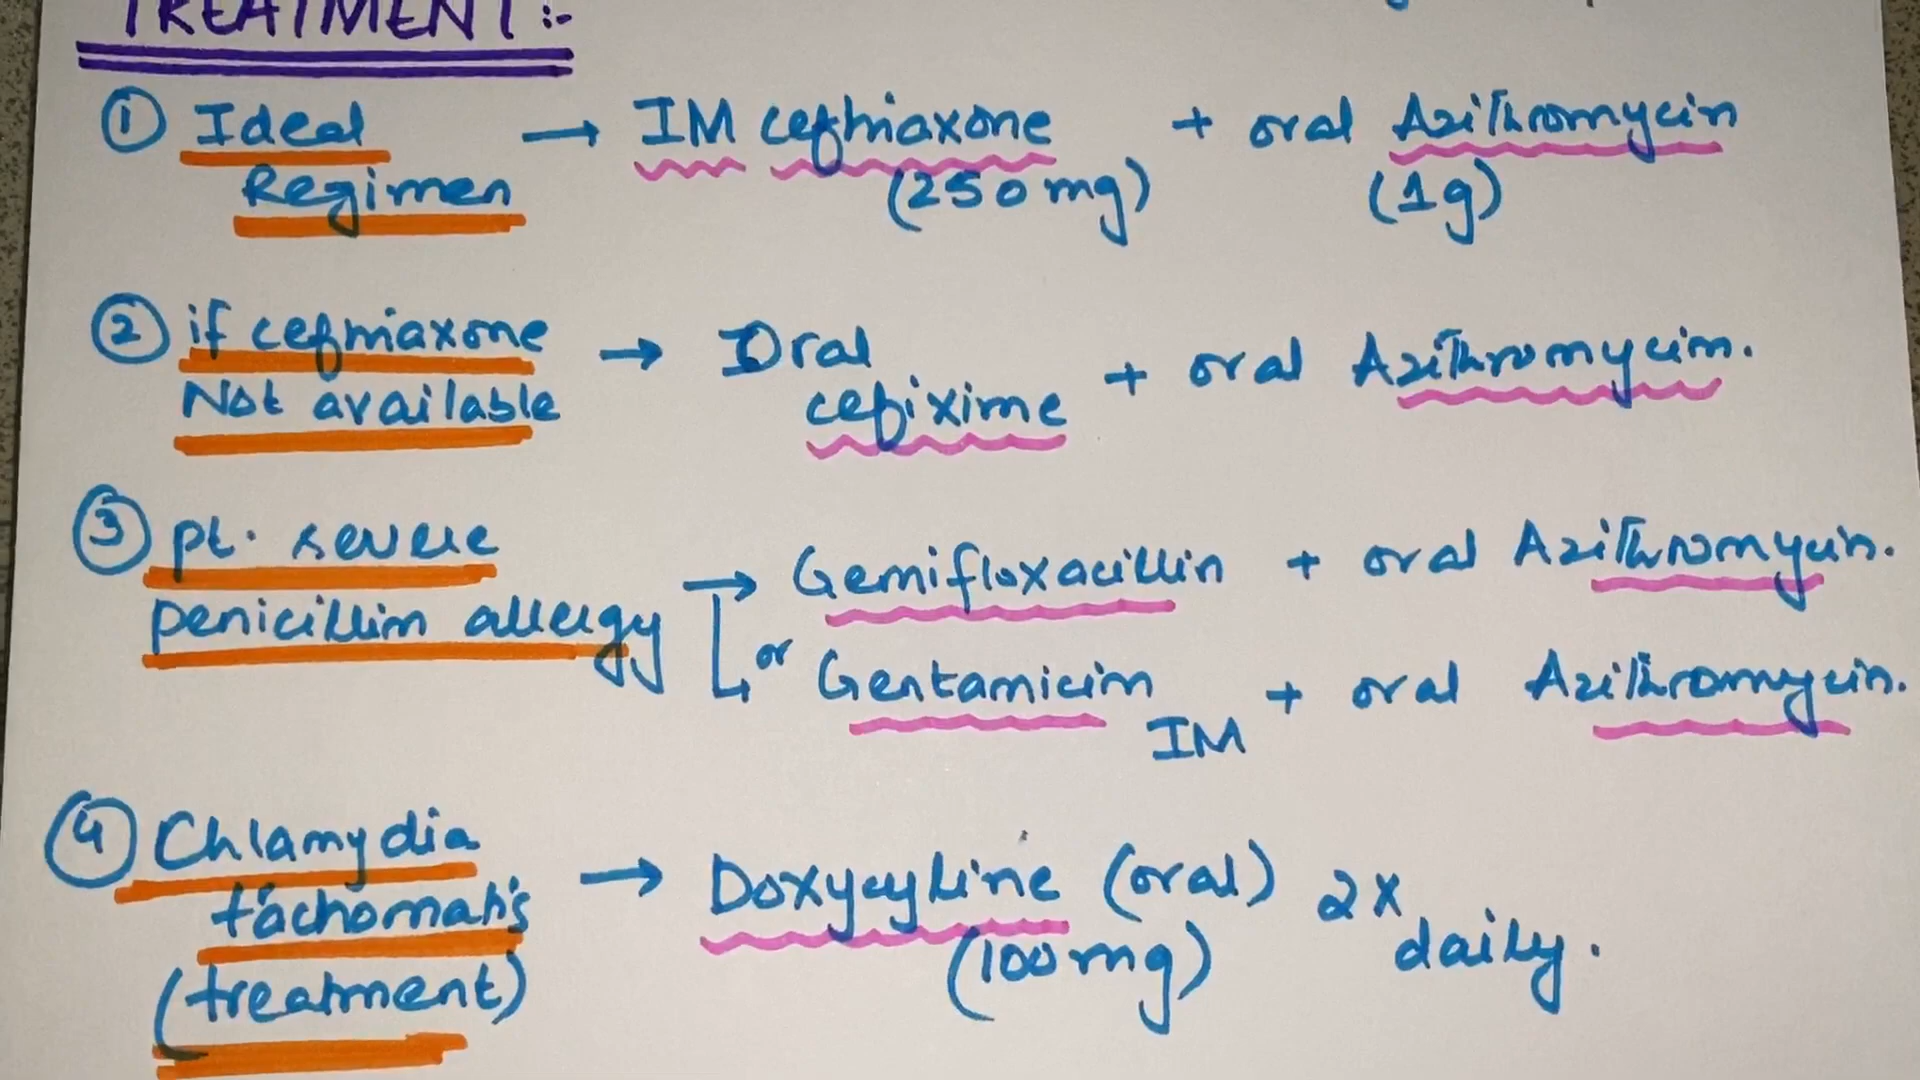 TREATMENT :-
① Ideal Regimen → IM ceftriaxone (250 mg) + oral Azithromycin (1g)
② if ceftriaxone Not available → Oral cefixime + oral Azithromycin.
③ pt. severe penicillin allergy → Gemifloxacillin + oral Azithromycin.
or Gentamicin IM + oral Azithromycin.
④ Chlamydia tachomatis (treatment) → Doxycycline (oral) (100mg) 2x daily.